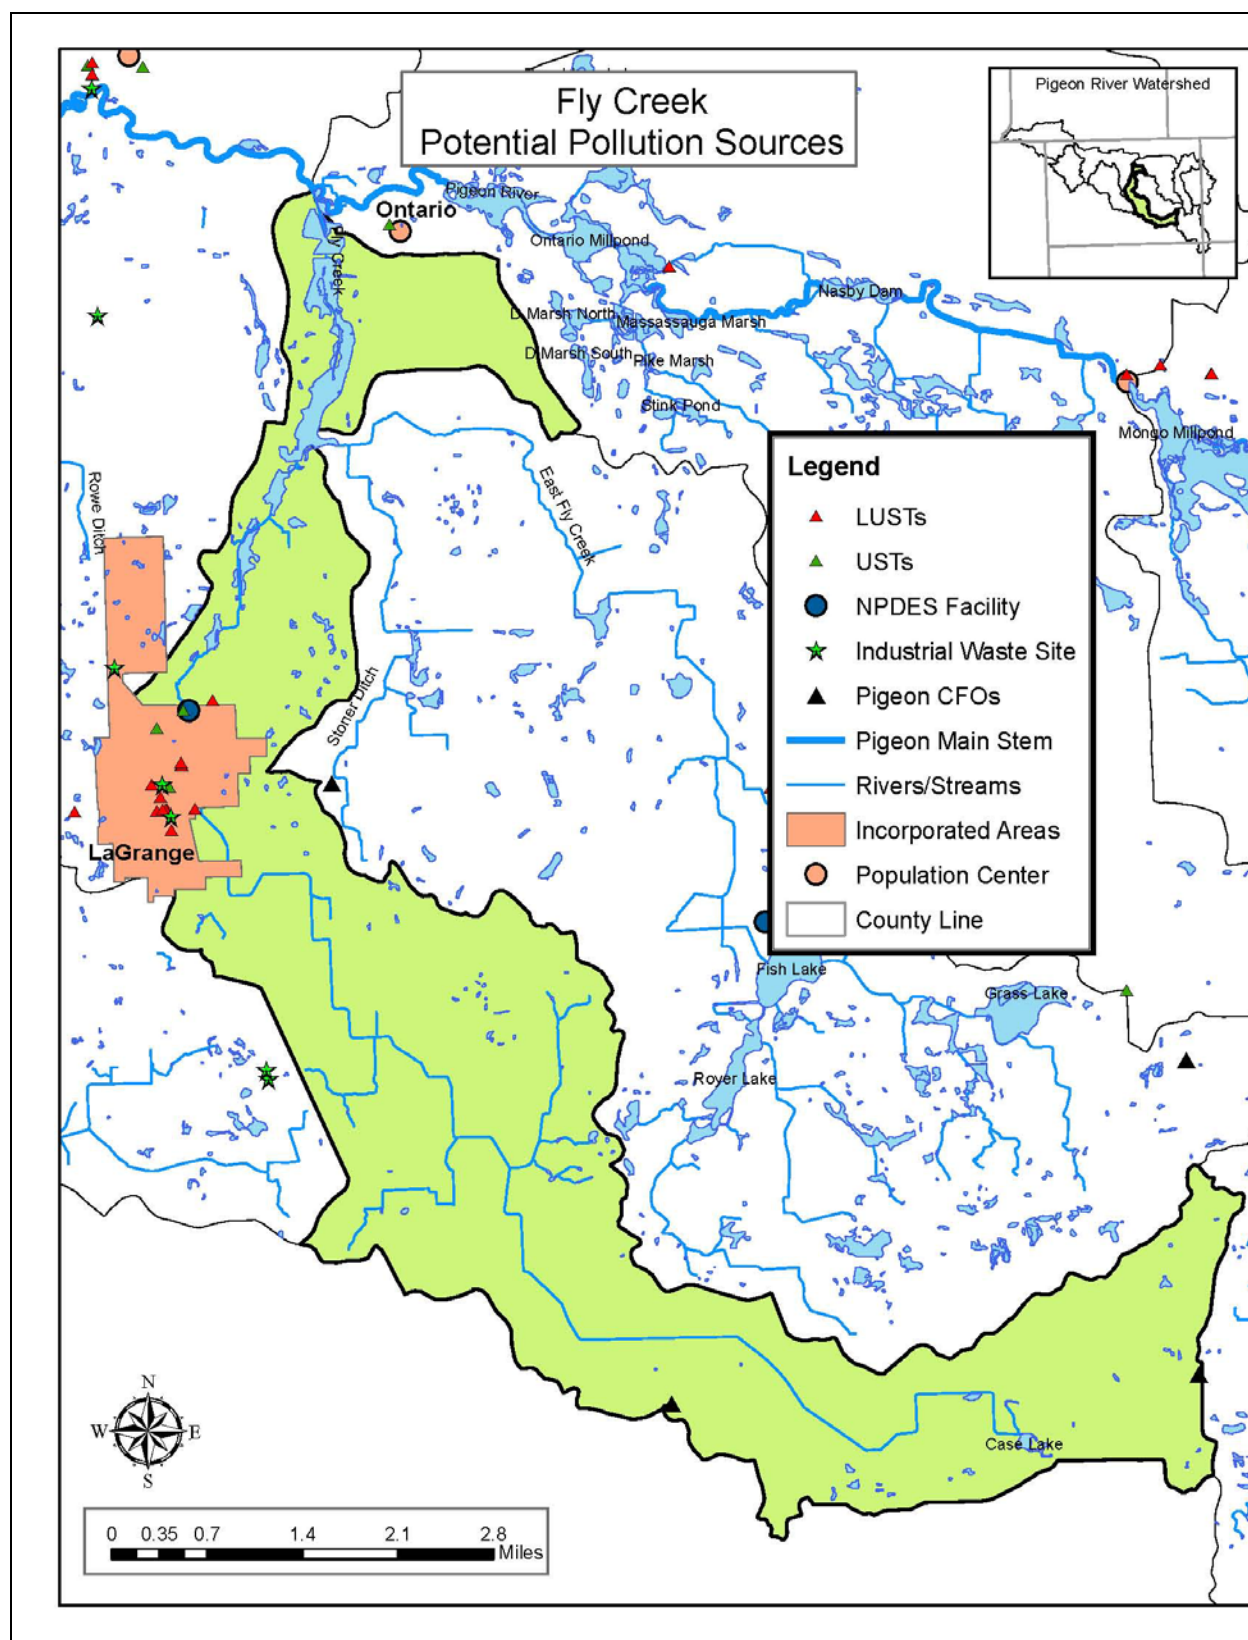 Fly Creek
Potential Pollution Sources
Pigeon River Watershed
Pigeon River
Ontario
Ontario Millpond
Fly Creek
Nasby Dam
D Marsh North
Massassauga Marsh
D Marsh South
Pike Marsh
Stink Pond
Mongo Millpond
Rowe Ditch
East Fly Creek
Stoner Ditch
LaGrange
Legend
LUSTs
USTs
NPDES Facility
Industrial Waste Site
Pigeon CFOs
Pigeon Main Stem
Rivers/Streams
Incorporated Areas
Population Center
County Line
Fish Lake
Grass Lake
Royer Lake
Case Lake
N
W E
S
0 0.35 0.7 1.4 2.1 2.8
Miles